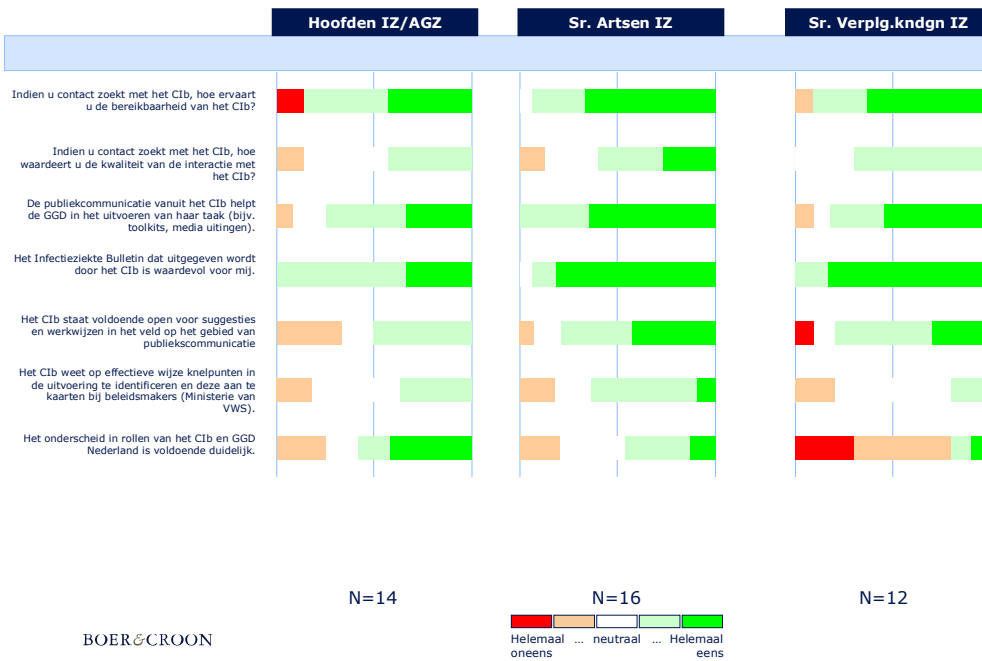 Hoofden IZ/AGZ
Sr. Artsen IZ
Sr. Verplg.kndgn IZ
Indien u contact zoekt met het CIb, hoe ervaart
u de bereikbaarheid van het CIb?
Indien u contact zoekt met het CIb, hoe
waardeert u de kwaliteit van de interactie met
het CIb?
De publiekcommunicatie vanuit het CIb helpt
de GGD in het uitvoeren van haar taak (bijv.
toolkits, media uitingen).
Het Infectieziekte Bulletin dat uitgegeven wordt
door het CIb is waardevol voor mij.
Het CIb staat voldoende open voor suggesties
en werkwijzen in het veld op het gebied van
publiekscommunicatie
Het CIb weet op effectieve wijze knelpunten in
de uitvoering te identificeren en deze aan te
kaarten bij beleidsmakers (Ministerie van
VWS).
Het onderscheid in rollen van het CIb en GGD
Nederland is voldoende duidelijk.
N=14
N=16
N=12
Helemaal ... neutraal ... Helemaal
oneens eens
BOER&CROON